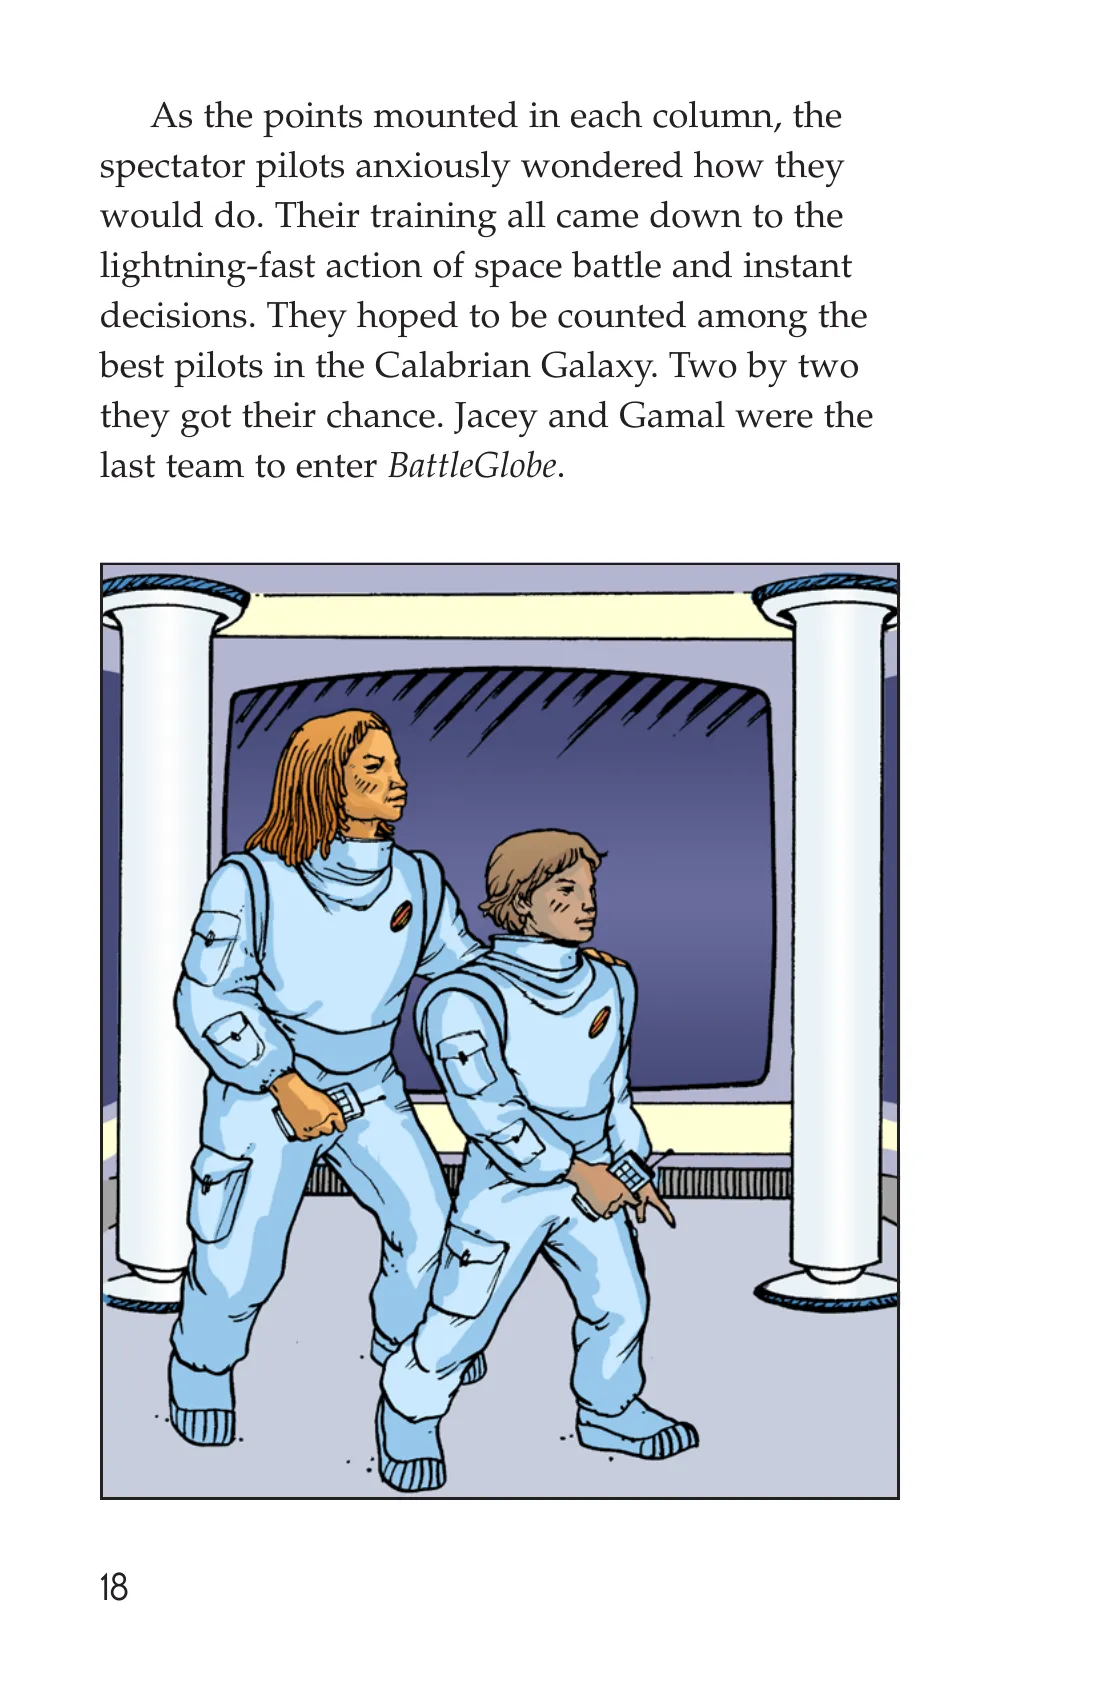 As the points mounted in each column, the
spectator pilots anxiously wondered how they
would do. Their training all came down to the
lightning-fast action of space battle and instant
decisions. They hoped to be counted among the
best pilots in the Calabrian Galaxy. Two by two
they got their chance. Jacey and Gamal were the
last team to enter BattleGlobe.
18